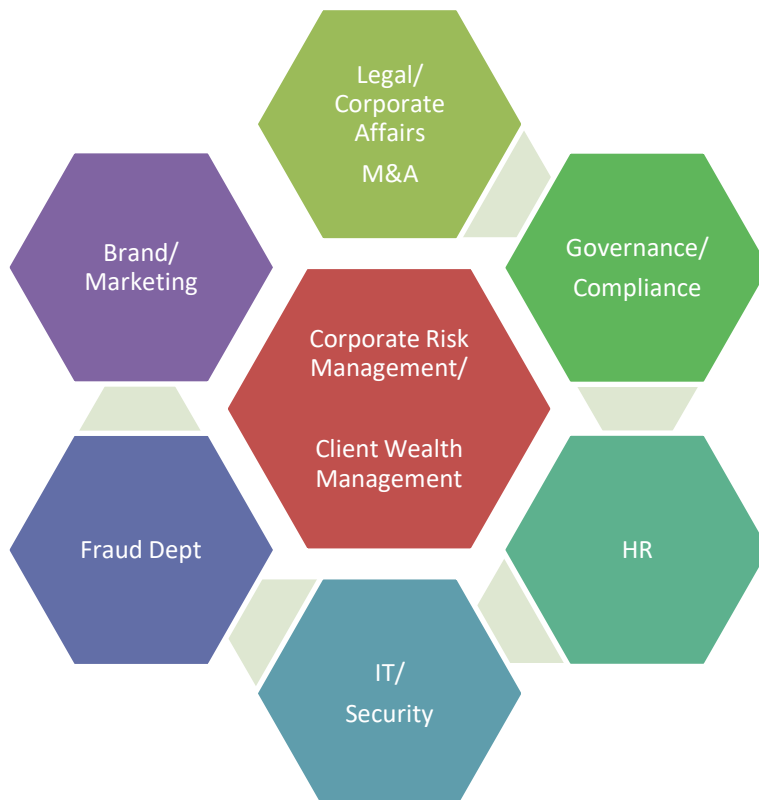 Legal/
Corporate
Affairs
M&A
Brand/
Marketing
Governance/
Compliance
Corporate Risk
Management/
Client Wealth
Management
Fraud Dept
HR
IT/
Security